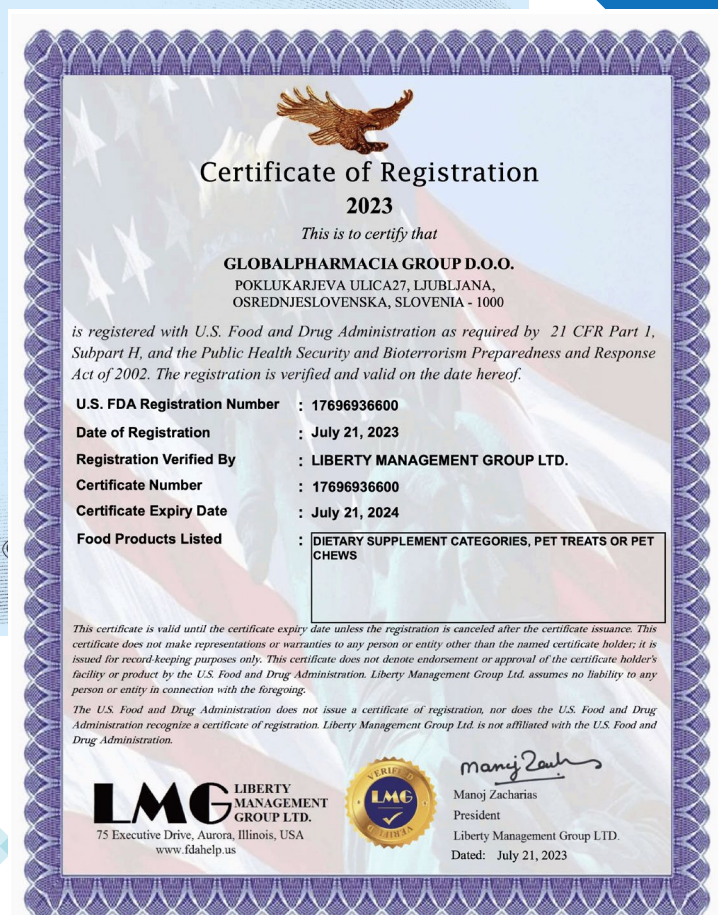 Certificate of Registration
2023
This is to certify that
GLOBALPHARMACIA GROUP D.O.O.
POKLUKARJEVA ULICA27, LJUBLJANA,
OSREDNJESLOVENSKA, SLOVENIA - 1000
is registered with U.S. Food and Drug Administration as required by 21 CFR Part 1,
Subpart H, and the Public Health Security and Bioterrorism Preparedness and Response
Act of 2002. The registration is verified and valid on the date hereof.
U.S. FDA Registration Number : 17696936600
Date of Registration : July 21, 2023
Registration Verified By : LIBERTY MANAGEMENT GROUP LTD.
Certificate Number : 17696936600
Certificate Expiry Date : July 21, 2024
Food Products Listed : DIETARY SUPPLEMENT CATEGORIES, PET TREATS OR PET
CHEWS
This certificate is valid until the certificate expiry date unless the registration is canceled after the certificate issuance. This
certificate does not make representations or warranties to any person or entity other than the named certificate holder; it is
issued for record-keeping purposes only. This certificate does not denote endorsement or approval of the certificate holder's
facility or product by the U.S. Food and Drug Administration. Liberty Management Group Ltd. assumes no liability to any
person or entity in connection with the foregoing.
The U.S. Food and Drug Administration does not issue a certificate of registration, nor does the U.S. Food and Drug
Administration recognize a certificate of registration. Liberty Management Group Ltd. is not affiliated with the U.S. Food and
Drug Administration.
LMG LIBERTY
MANAGEMENT
GROUP LTD.
75 Executive Drive, Aurora, Illinois, USA
www.fdahelp.us
VERIFIED
LMG
VERIFIED
Manoj Zacharias
President
Liberty Management Group LTD.
Dated: July 21, 2023